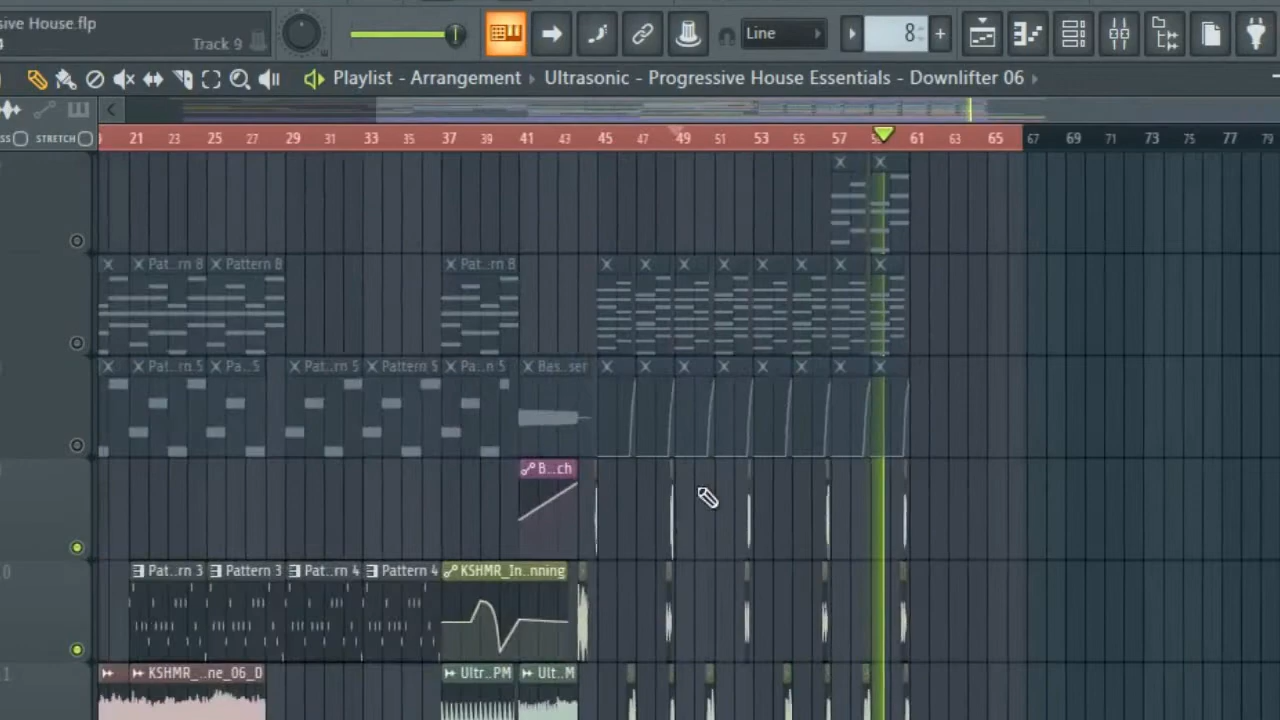 sive House.flp
Track 9
Line
8
Playlist - Arrangement
Ultrasonic - Progressive House Essentials - Downlifter 06
STRETCH
21 23 25 27 29 31 33 35 37 39 41 43 45 47 49 51 53 55 57 61 63 65 67 69 71 73 75 77 79
Pat..rn 8
Pattern 8
Pat..rn 8
Pat..rn 5
Pa..5
Pat..rn 5
Pattern 5
Pa..n 5
Bas..ser
B...ch
Pat..rn 3
Pattern 3
Pat..rn 4
Pattern 4
KSHMR_In..nning
KSHMR_...ne_06_D
Ultr..PM
Ult..M